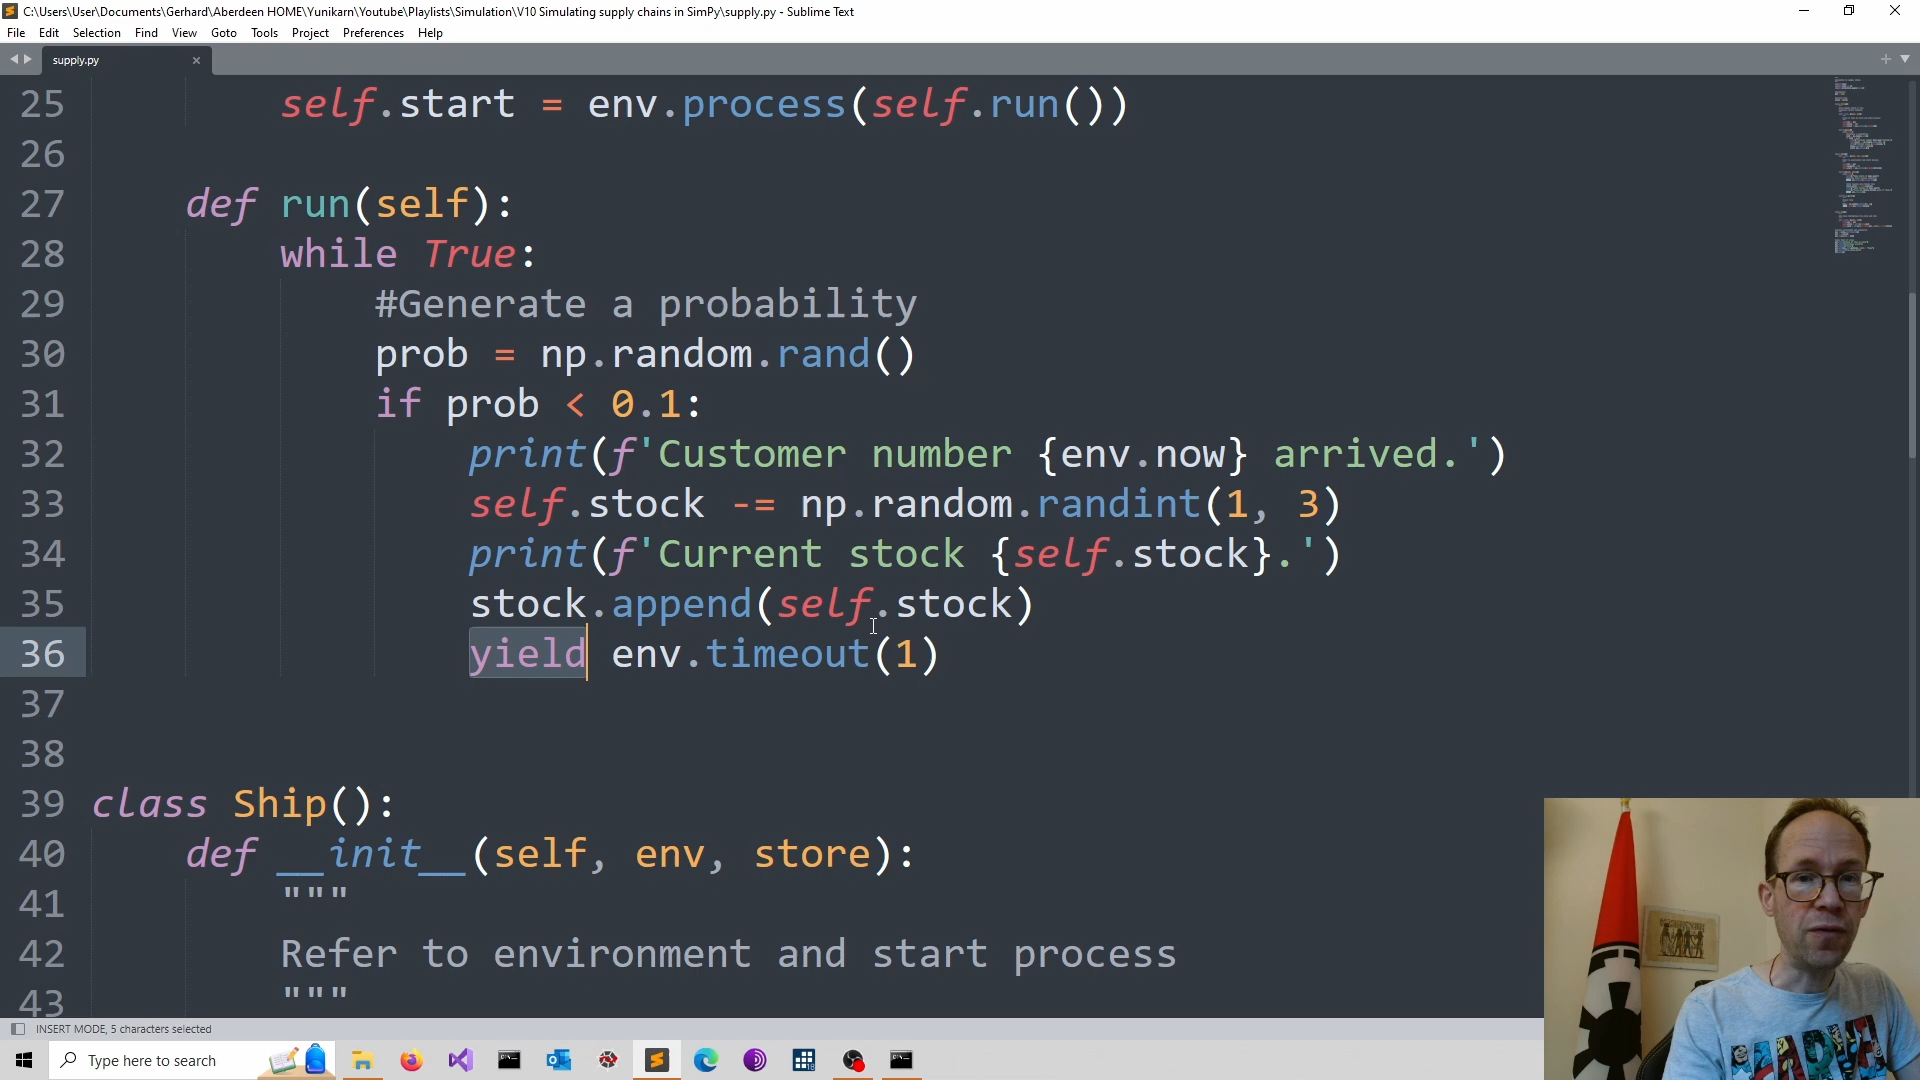 C:\Users\User\Documents\Gerhard\Aberdeen HOME\Yunikarn\Youtube\Playlists\Simulation\V10 Simulating supply chains in SimPy\supply.py - Sublime Text
File Edit Selection Find View Goto Tools Project Preferences Help
supply.py
25 self.start = env.process(self.run())
26
27 def run(self):
28 while True:
29 #Generate a probability
30 prob = np.random.rand()
31 if prob < 0.1:
32 print(f'Customer number {env.now} arrived.')
33 self.stock -= np.random.randint(1, 3)
34 print(f'Current stock {self.stock}.')
35 stock.append(self.stock)
36 yield env.timeout(1)
37
38
39 class Ship():
40 def __init__(self, env, store):
41 """
42 Refer to environment and start process
43 """
INSERT MODE, 5 characters selected
Type here to search